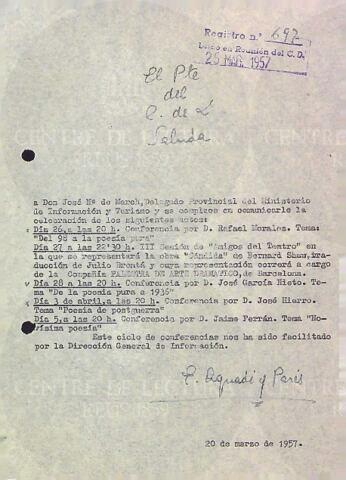 Registro n.° 697
Leido en Reunión del C. D.
25 MAR. 1957
El Pte
del
C. de L
Saluda
a Don José Mª de March, Delegado Provincial del Ministerio
de Información y Turismo y se complace en comunicarle la
celebración de los siguientes actos:
Día 26, a las 20 h. Conferencia por D. Rafael Morales. Tema:
"Del 98 a la poesía pura"
Día 27 a las 22'30 h. III Sesión de "Amigos del Teatro" en
la que se representará la obra "Cándida" de Bernard Shaw, tra-
ducción de Julio Broutá y cuya representación correrá a cargo
de la Compañía PALESTRA DE ARTE DRAMATICO, de Barcelona.
Día 28 a las 20 h. Conferencia por D. José García Nieto. Te-
ma "De la poesía pura a 1936"
Día 3 de abril, a las 20 h. Conferencia por D. José Hierro.
Tema "Poesía de postguerra"
Día 5, a las 20 h. Conferencia por D. Jaime Ferrán. Tema "No-
vísima poesía"
Este ciclo de conferencias nos ha sido facilitado
por la Dirección General de Información.
P. Aguadé y Parés
20 de marzo de 1957.